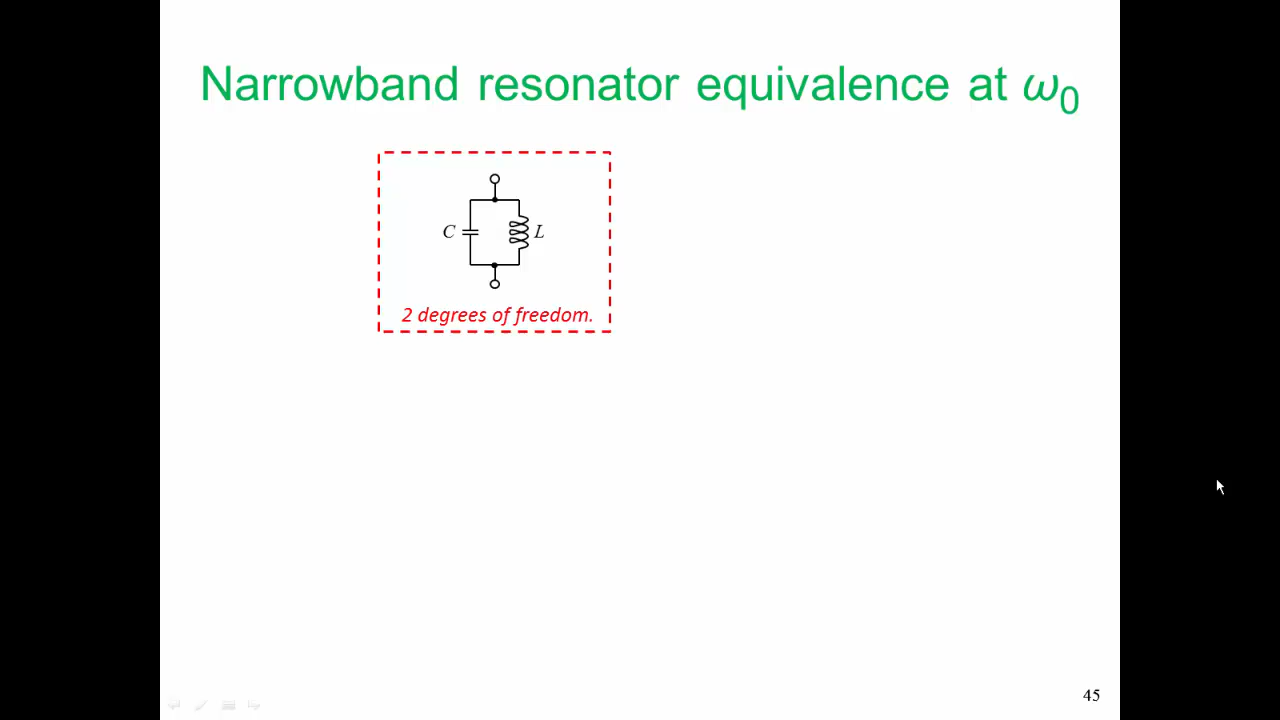 Narrowband resonator equivalence at ω₀
C
L
2 degrees of freedom.
45